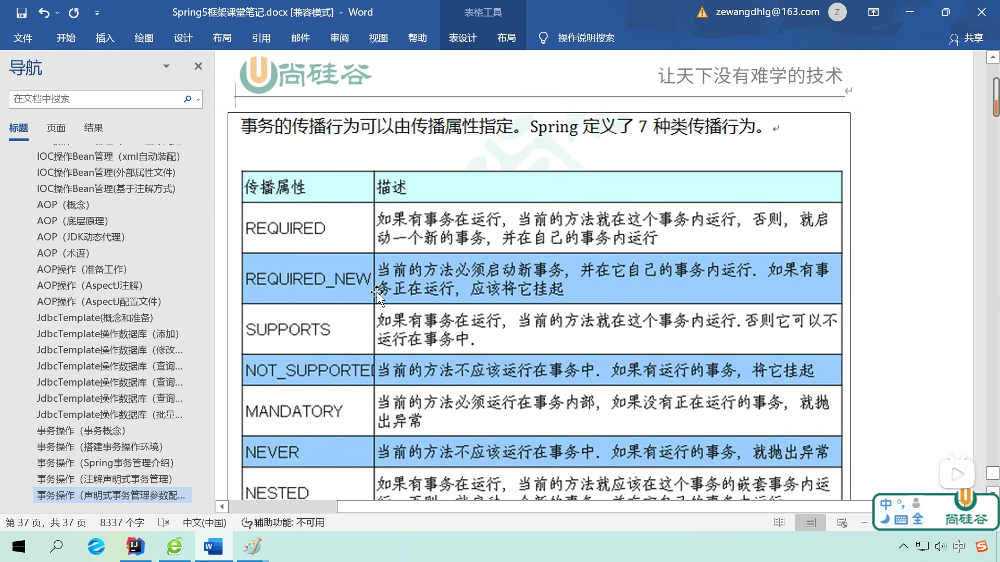 Spring5框架课堂笔记.docx [兼容模式] - Word
表格工具
zewangdhlg@163.com
Z
文件 开始 插入 绘图 设计 布局 引用 邮件 审阅 视图 帮助 表设计 布局 操作说明搜索 共享
导航
在文档中搜索
标题 页面 结果
IOC操作Bean管理（xml自动装配）
IOC操作Bean管理(外部属性文件)
IOC操作Bean管理(基于注解方式)
AOP（概念）
AOP（底层原理）
AOP（JDK动态代理）
AOP（术语）
AOP操作（准备工作）
AOP操作（AspectJ注解）
AOP操作（AspectJ配置文件）
JdbcTemplate(概念和准备)
JdbcTemplate操作数据库（添加）
JdbcTemplate操作数据库（修改...
JdbcTemplate操作数据库（查询...
JdbcTemplate操作数据库（查询...
JdbcTemplate操作数据库（查询...
JdbcTemplate操作数据库（批量...
事务操作（事务概念）
事务操作（搭建事务操作环境）
事务操作（Spring事务管理介绍）
事务操作（注解声明式事务管理）
事务操作（声明式事务管理参数配...
尚硅谷
让天下没有难学的技术
事务的传播行为可以由传播属性指定。Spring 定义了 7 种类传播行为。
传播属性 描述
REQUIRED
如果有事务在运行，当前的方法就在这个事务内运行，否则，就启
动一个新的事务，并在自己的事务内运行
REQUIRED_NEW
当前的方法必须启动新事务，并在它自己的事务内运行. 如果有事
务正在运行，应该将它挂起
SUPPORTS
如果有事务在运行，当前的方法就在这个事务内运行.否则它可以不
运行在事务中.
NOT_SUPPORTED
当前的方法不应该运行在事务中. 如果有运行的事务，将它挂起
MANDATORY
当前的方法必须运行在事务内部，如果没有正在运行的事务，就抛
出异常
NEVER
当前的方法不应该运行在事务中. 如果有运行的事务，就抛出异常
NESTED
如果有事务在运行，当前的方法就应该在这个事务的嵌套事务内运
第 37 页，共 37 页 8337 个字 中文(中国) 辅助功能: 不可用
中 °,
全
尚硅谷
中